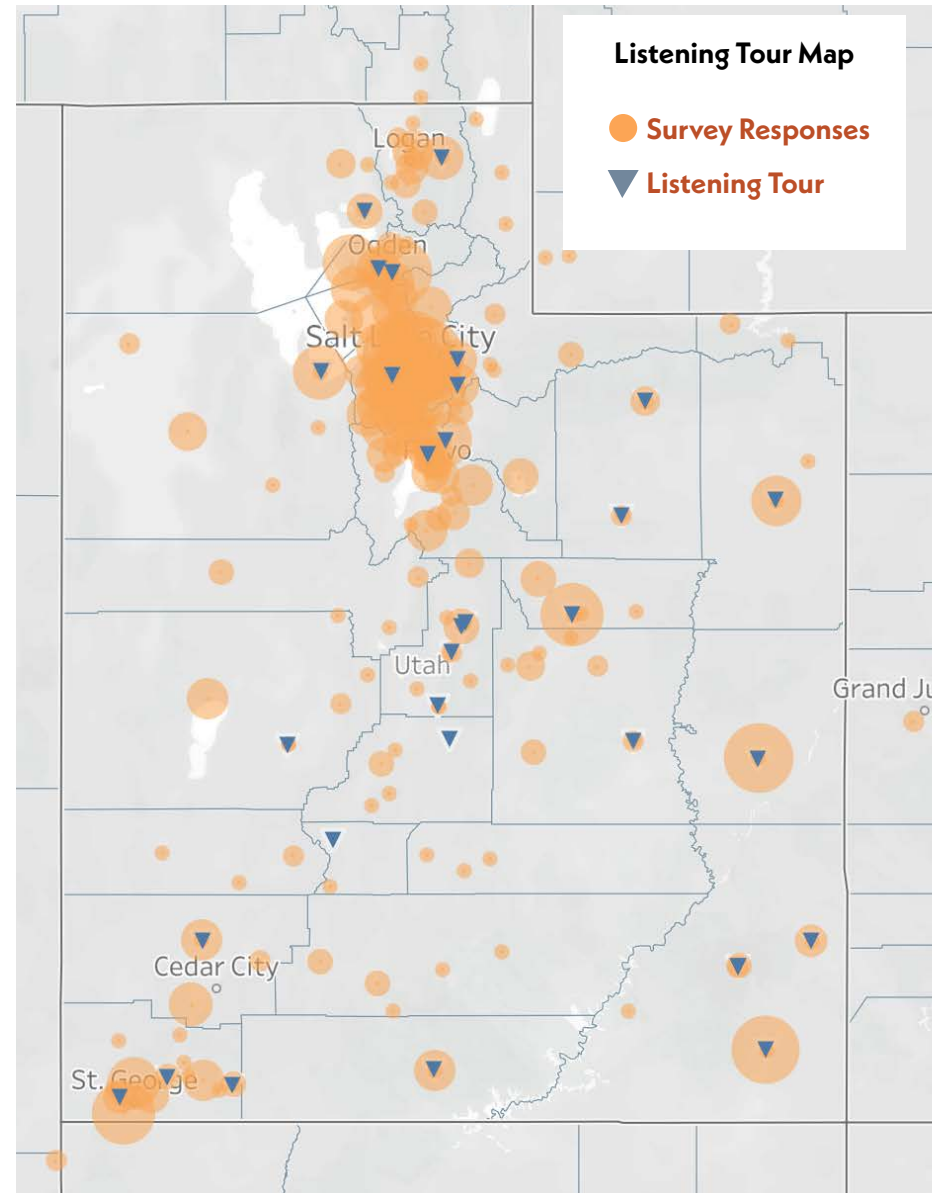 Listening Tour Map
Survey Responses
Listening Tour
Logan
Ogden
Salt Lake City
Provo
Utah
Grand Ju
Cedar City
St. George